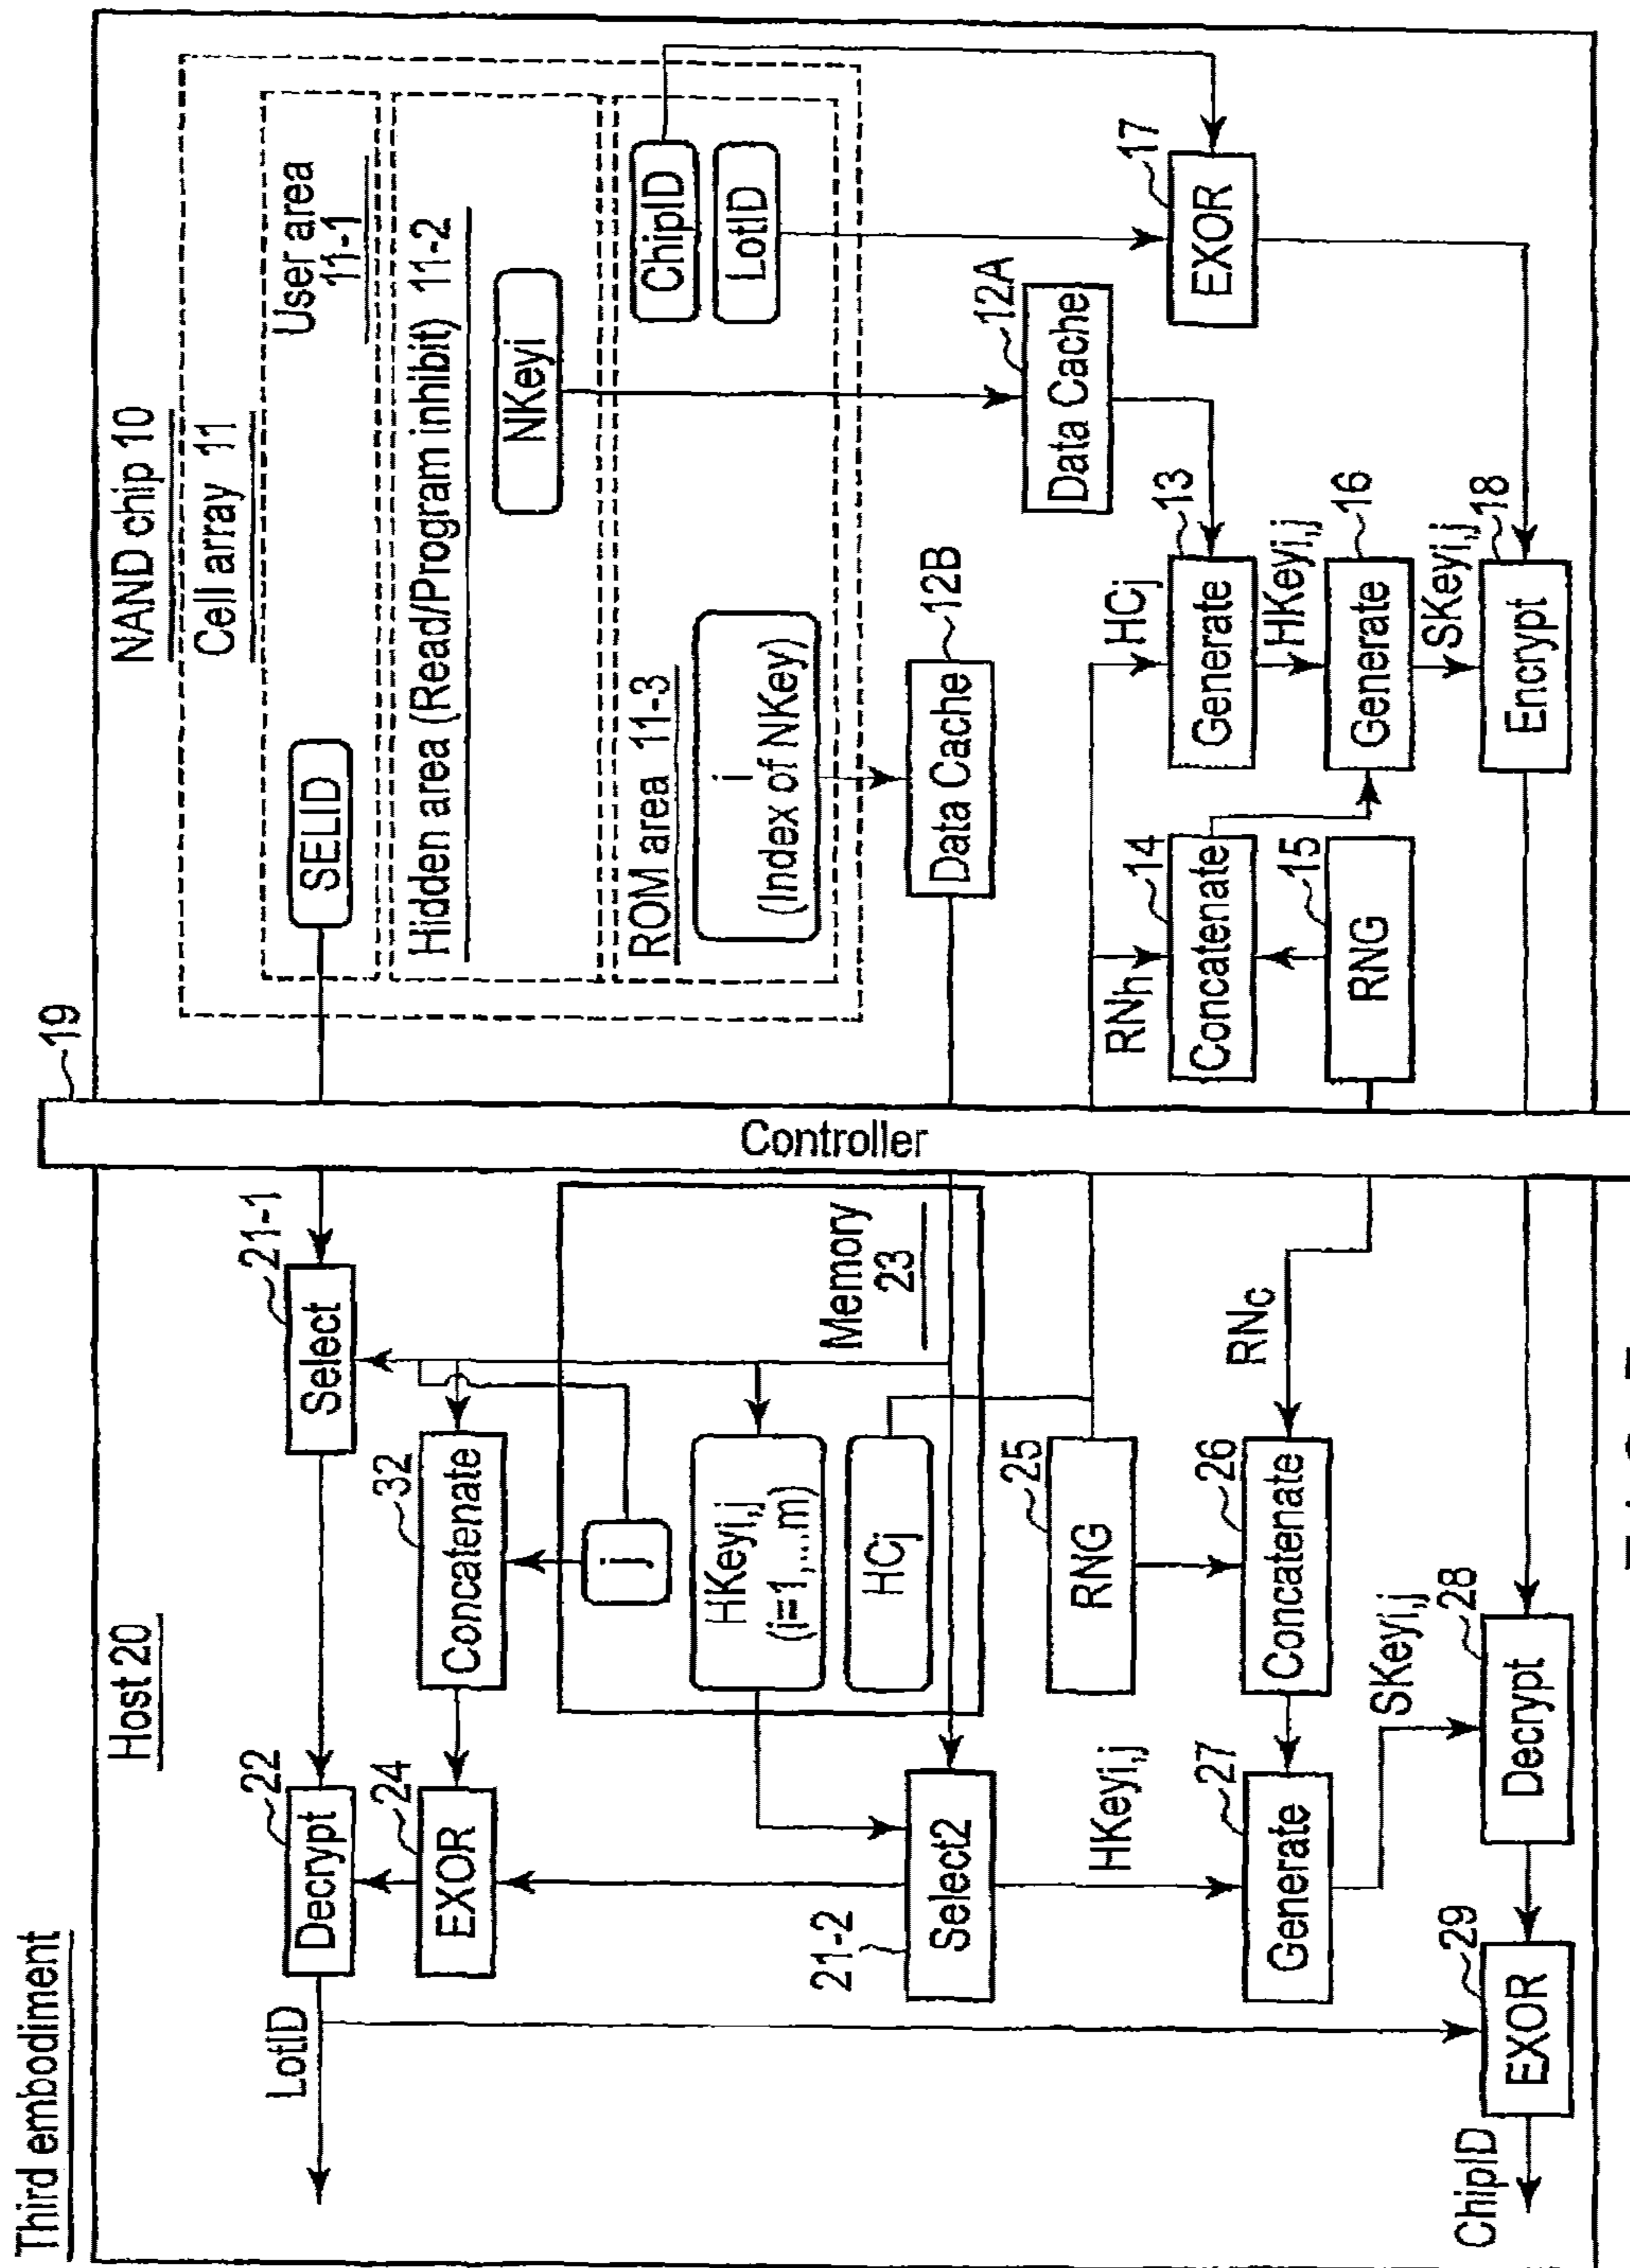 Third embodiment
Host 20
LotID
Decrypt
22
Select
21-1
EXOR
24
Concatenate
32
j
HKeyi,j
(i=1,...m)
HCj
Memory
23
Select2
21-2
HKeyi,j
RNG
25
Concatenate
26
RNc
Generate
27
SKeyi,j
Decrypt
28
EXOR
29
ChipID
Controller
19
NAND chip 10
Cell array 11
User area
11-1
SELID
Hidden area (Read/Program inhibit) 11-2
NKeyi
ROM area 11-3
i
(Index of NKey)
ChipID
LotID
Data Cache
12B
Data Cache
12A
EXOR
17
HCj
Generate
13
RNh
Concatenate
14
HKeyi,j
Generate
16
RNG
15
SKeyi,j
Encrypt
18